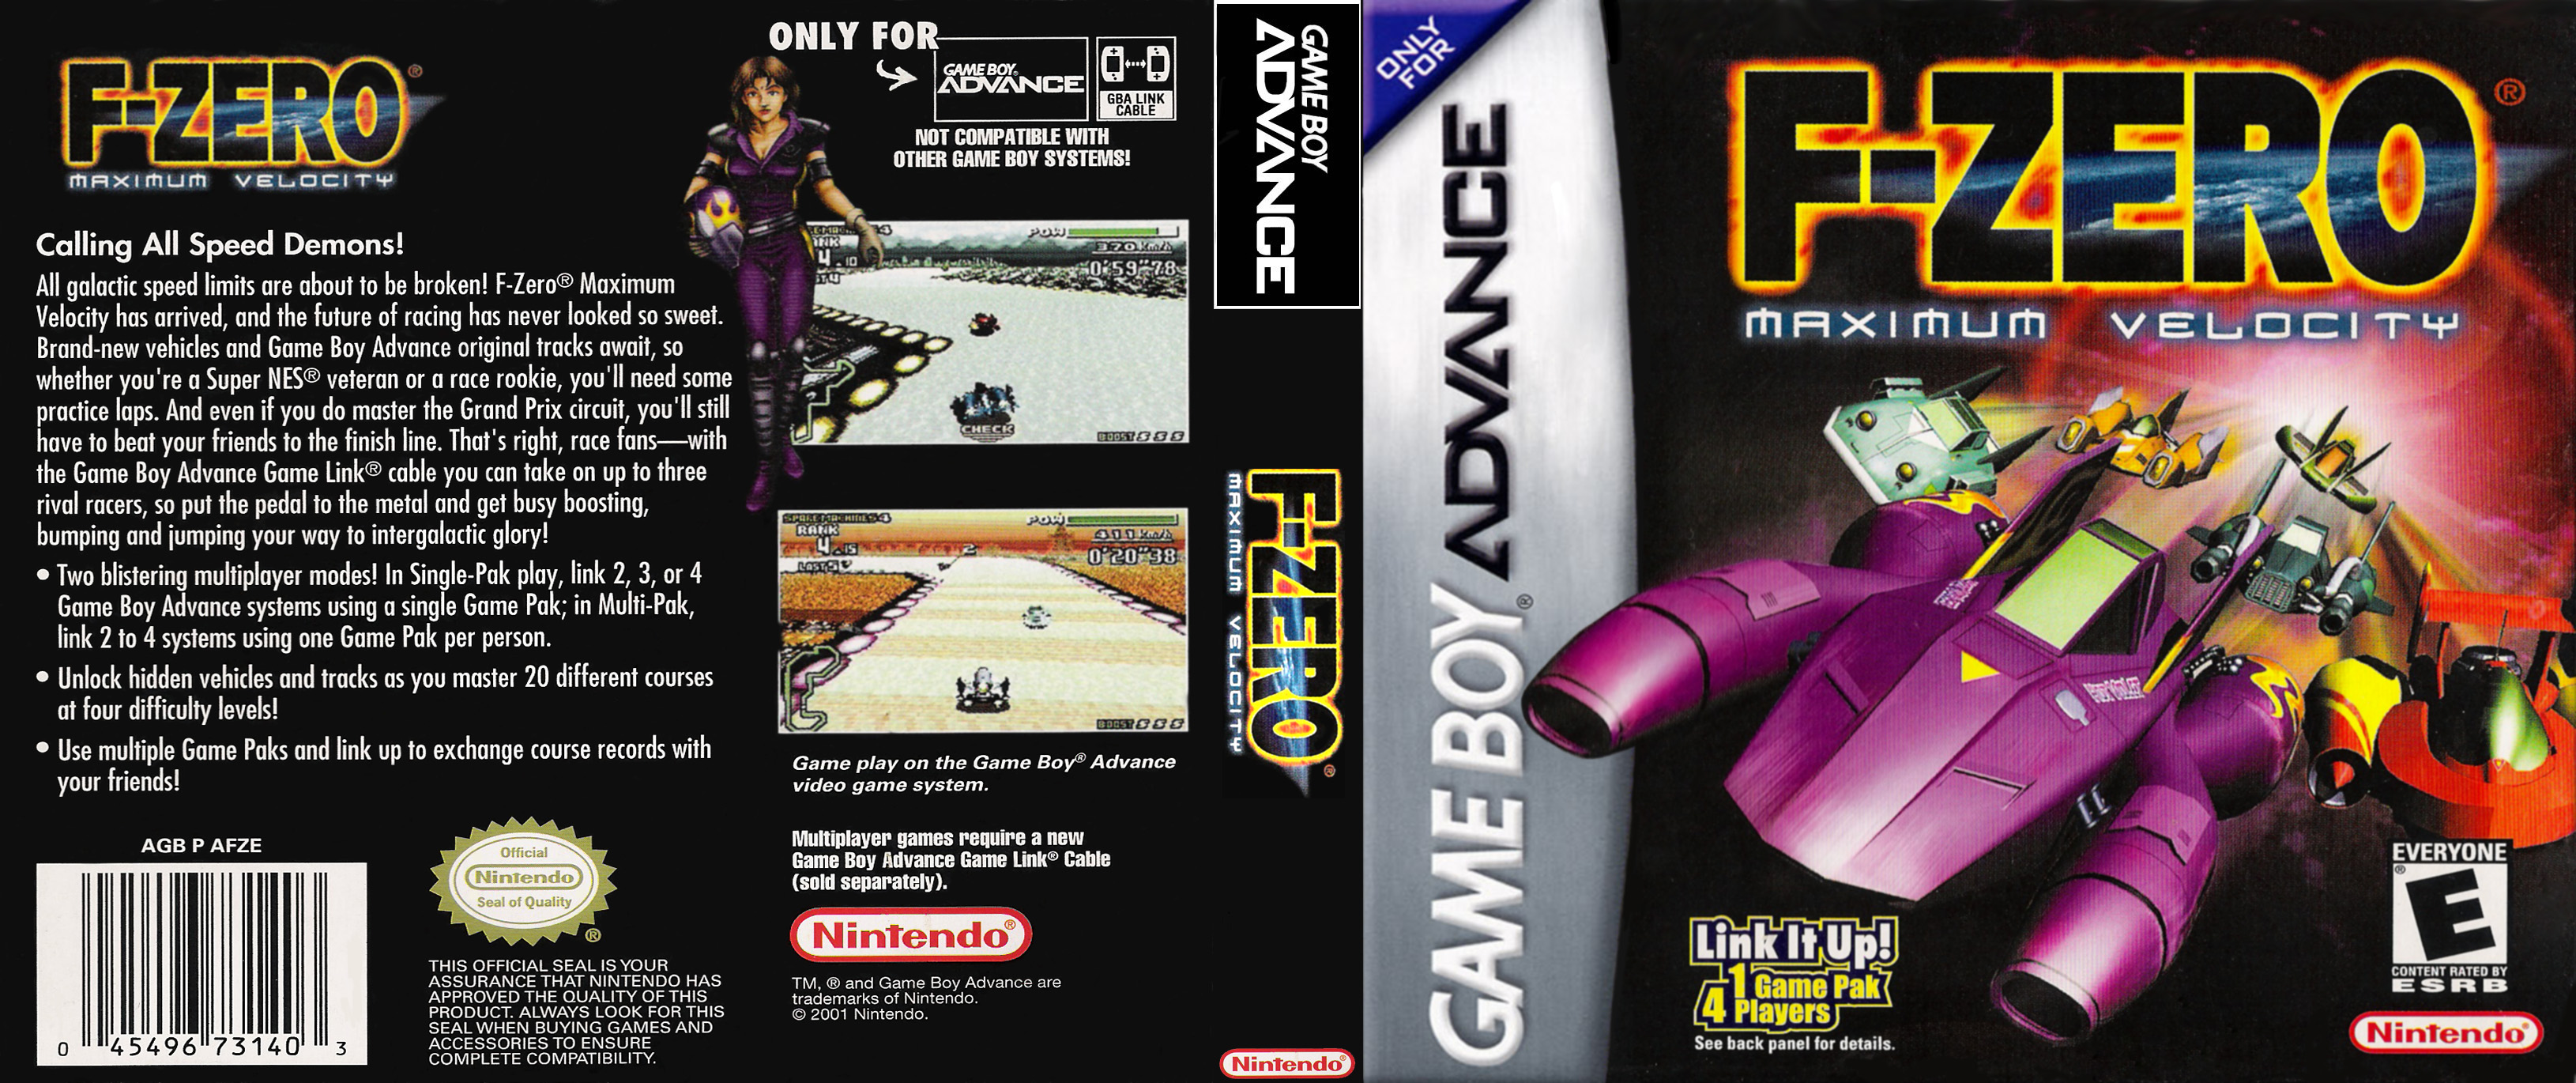 F-ZERO®
MAXIMUM VELOCITY
Calling All Speed Demons!
All galactic speed limits are about to be broken! F-Zero® Maximum
Velocity has arrived, and the future of racing has never looked so sweet.
Brand-new vehicles and Game Boy Advance original tracks await, so
whether you're a Super NES® veteran or a race rookie, you'll need some
practice laps. And even if you do master the Grand Prix circuit, you'll still
have to beat your friends to the finish line. That's right, race fans—with
the Game Boy Advance Game Link® cable you can take on up to three
rival racers, so put the pedal to the metal and get busy boosting,
bumping and jumping your way to intergalactic glory!
• Two blistering multiplayer modes! In Single-Pak play, link 2, 3, or 4
Game Boy Advance systems using a single Game Pak; in Multi-Pak,
link 2 to 4 systems using one Game Pak per person.
• Unlock hidden vehicles and tracks as you master 20 different courses
at four difficulty levels!
• Use multiple Game Paks and link up to exchange course records with
your friends!
AGB P AFZE
0 45496 73140 3
Official
Nintendo
Seal of Quality
®
THIS OFFICIAL SEAL IS YOUR
ASSURANCE THAT NINTENDO HAS
APPROVED THE QUALITY OF THIS
PRODUCT. ALWAYS LOOK FOR THIS
SEAL WHEN BUYING GAMES AND
ACCESSORIES TO ENSURE
COMPLETE COMPATIBILITY.
ONLY FOR
GAME BOY®
ADVANCE
GBA LINK
CABLE
NOT COMPATIBLE WITH
OTHER GAME BOY SYSTEMS!
POW
370 km/h
4 10
0'59"78
CHECK
BOOST S S S
SPACE MACHINES 4
POW
RANK
411 km/h
4 15
2
0'20"38
BOOST S S S
Game play on the Game Boy® Advance
video game system.
Multiplayer games require a new
Game Boy Advance Game Link® Cable
(sold separately).
Nintendo®
TM, ® and Game Boy Advance are
trademarks of Nintendo.
© 2001 Nintendo.
GAME BOY
ADVANCE
F-ZERO®
MAXIMUM VELOCITY
Nintendo®
ONLY
FOR
GAME BOY® ADVANCE
F-ZERO®
MAXIMUM VELOCITY
Link It Up!
1 Game Pak
4 Players
See back panel for details.
EVERYONE
E
®
CONTENT RATED BY
ESRB
Nintendo®